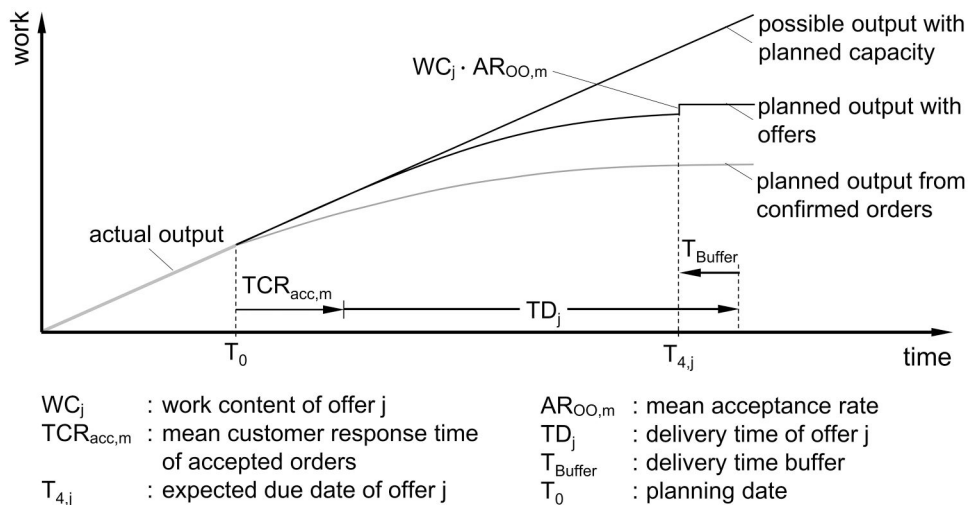 work
possible output with
planned capacity
WCj · AROO,m
planned output with
offers
planned output from
confirmed orders
actual output
TBuffer
TCRacc,m
TDj
T0
T4,j
time
WCj : work content of offer j
TCRacc,m : mean customer response time
of accepted orders
T4,j : expected due date of offer j
AROO,m : mean acceptance rate
TDj : delivery time of offer j
TBuffer : delivery time buffer
T0 : planning date